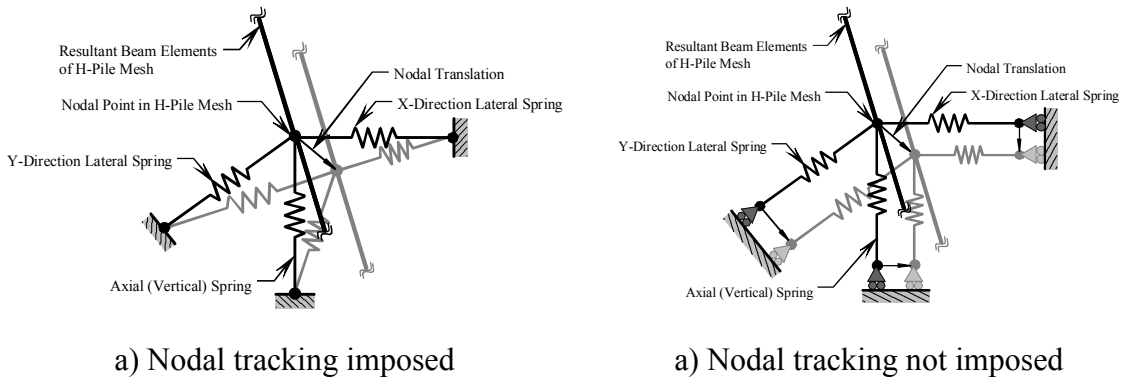 Resultant Beam Elements
of H-Pile Mesh
Nodal Translation
Nodal Point in H-Pile Mesh
X-Direction Lateral Spring
Y-Direction Lateral Spring
Axial (Vertical) Spring
a) Nodal tracking imposed
Resultant Beam Elements
of H-Pile Mesh
Nodal Translation
Nodal Point in H-Pile Mesh
X-Direction Lateral Spring
Y-Direction Lateral Spring
Axial (Vertical) Spring
a) Nodal tracking not imposed